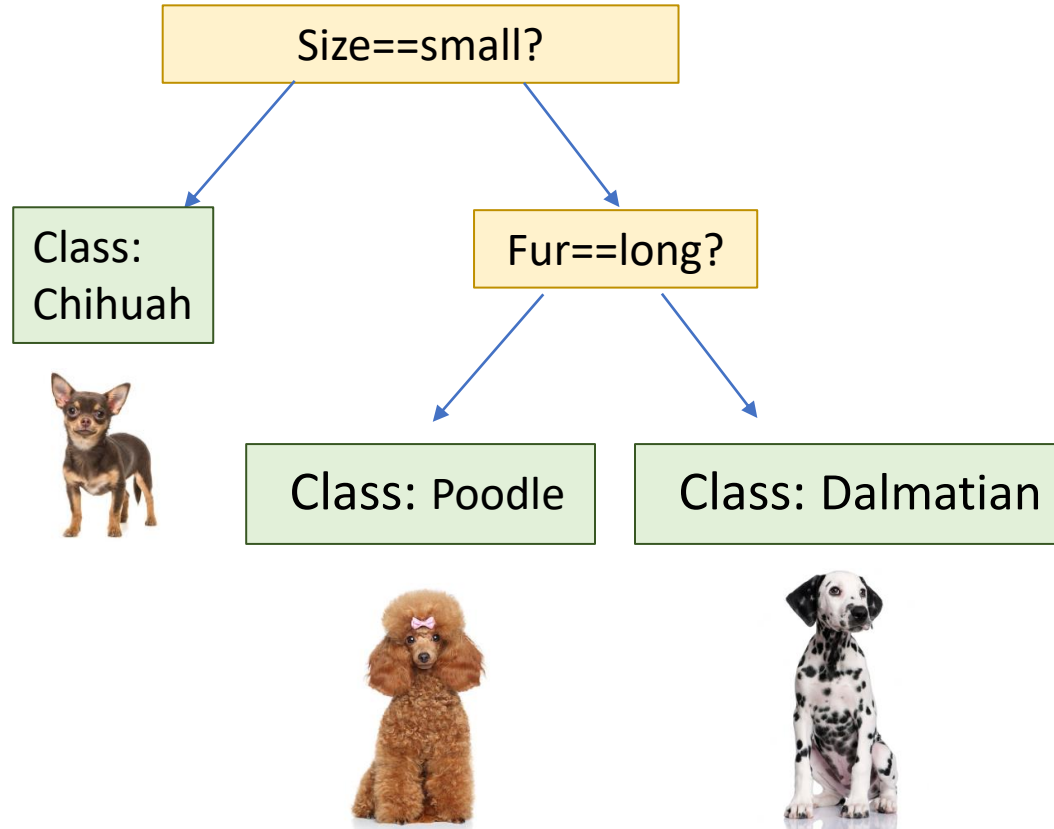 Size==small?
Class:
Chihuah
Fur==long?
Class: Poodle
Class: Dalmatian